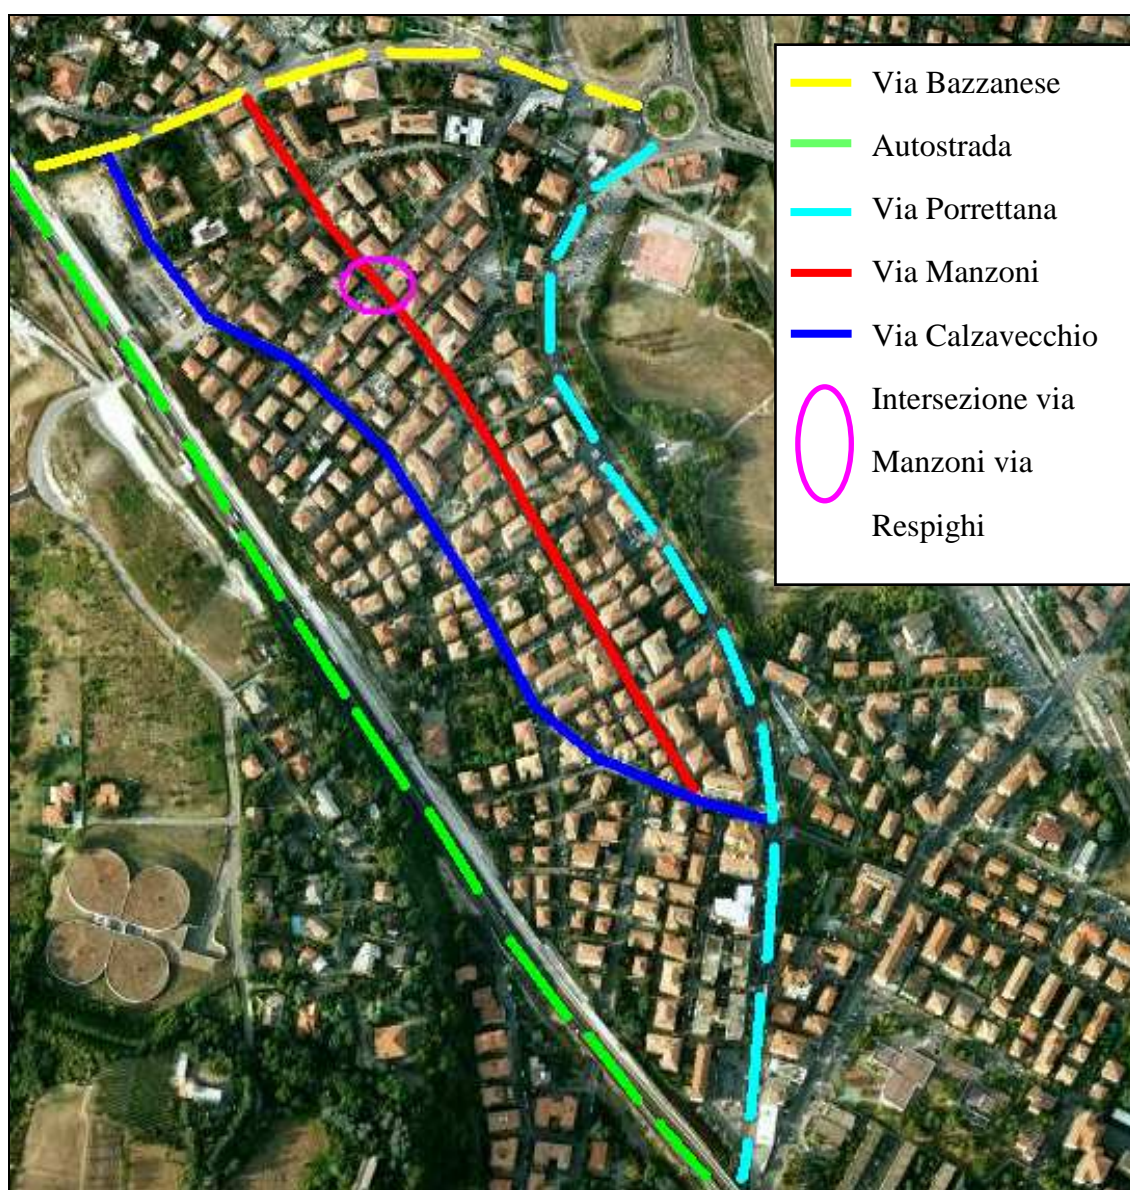 Via Bazzanese
Autostrada
Via Porrettana
Via Manzoni
Via Calzavecchio
Intersezione via
Manzoni via
Respighi